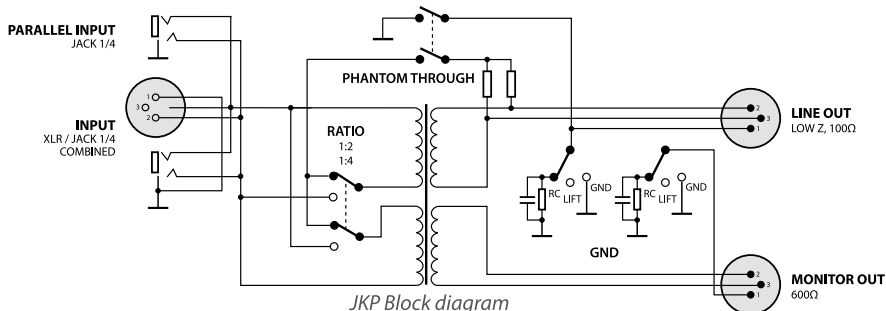 PARALLEL INPUT
JACK 1/4
1
3
2
INPUT
XLR / JACK 1/4
COMBINED
PHANTOM THROUGH
RATIO
1:2
1:4
2
3
1
LINE OUT
LOW Z, 100Ω
RC
LIFT
GND
RC
LIFT
GND
GND
2
3
1
MONITOR OUT
600Ω
JKP Block diagram